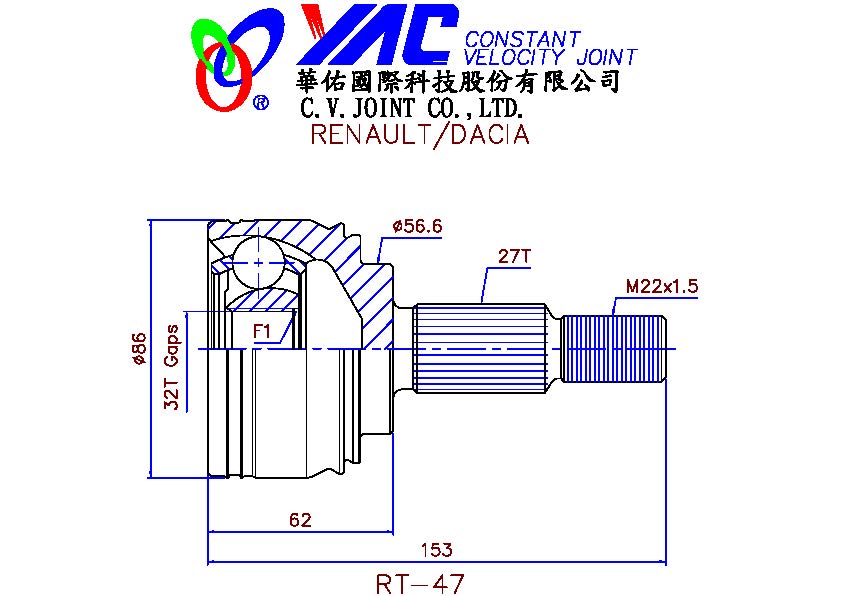 YAC CONSTANT
VELOCITY JOINT
華佑國際科技股份有限公司
®
C.V.JOINT CO.,LTD.
RENAULT/DACIA
ø56.6
27T
M22x1.5
F1
ø86
32T Gaps
62
153
RT-47